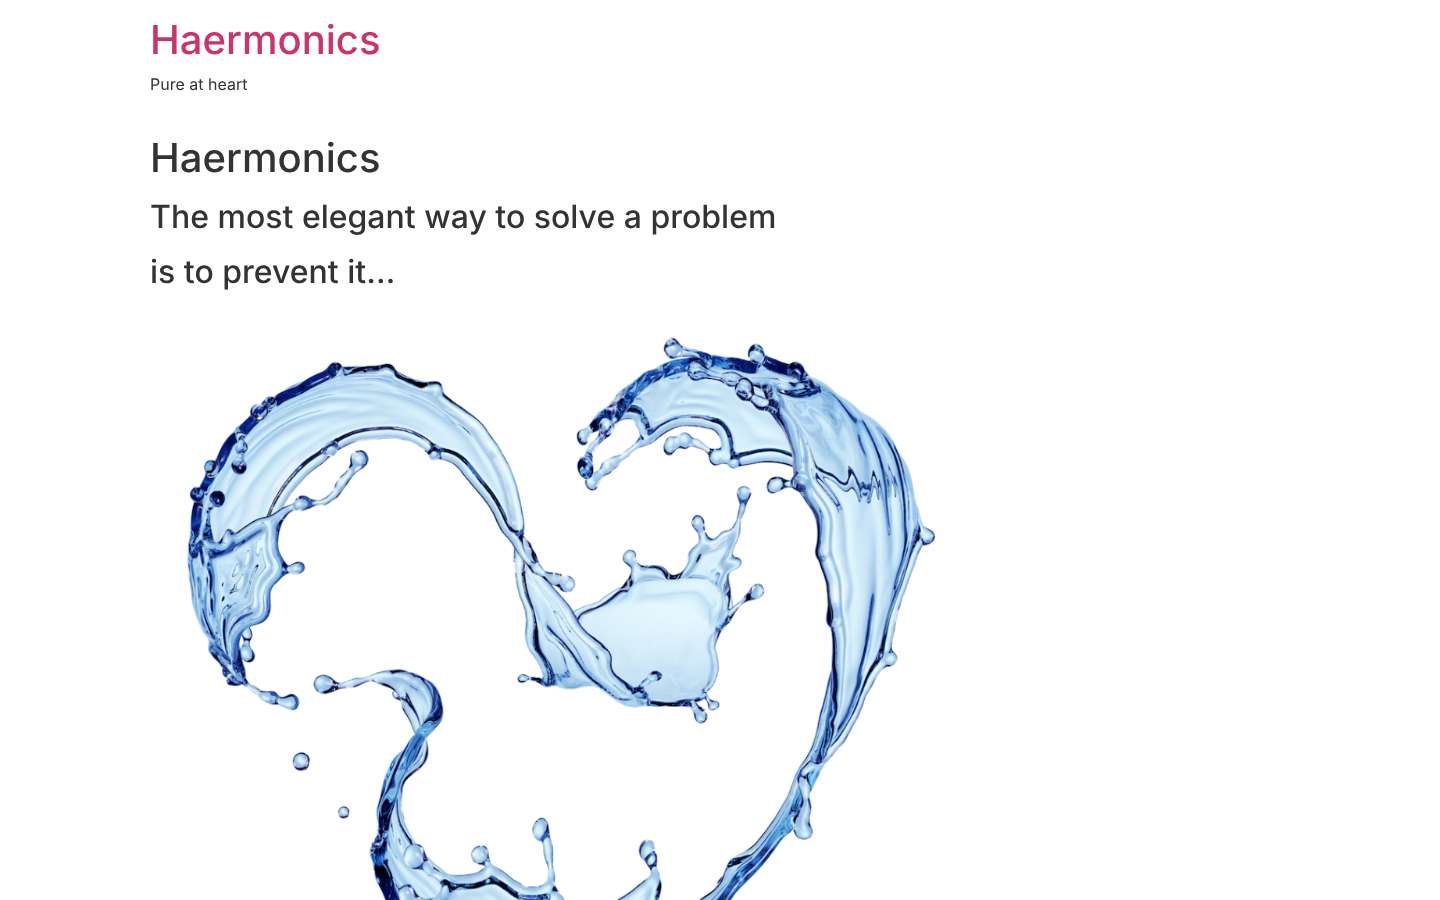 Haermonics
Pure at heart
Haermonics
The most elegant way to solve a problem
is to prevent it…